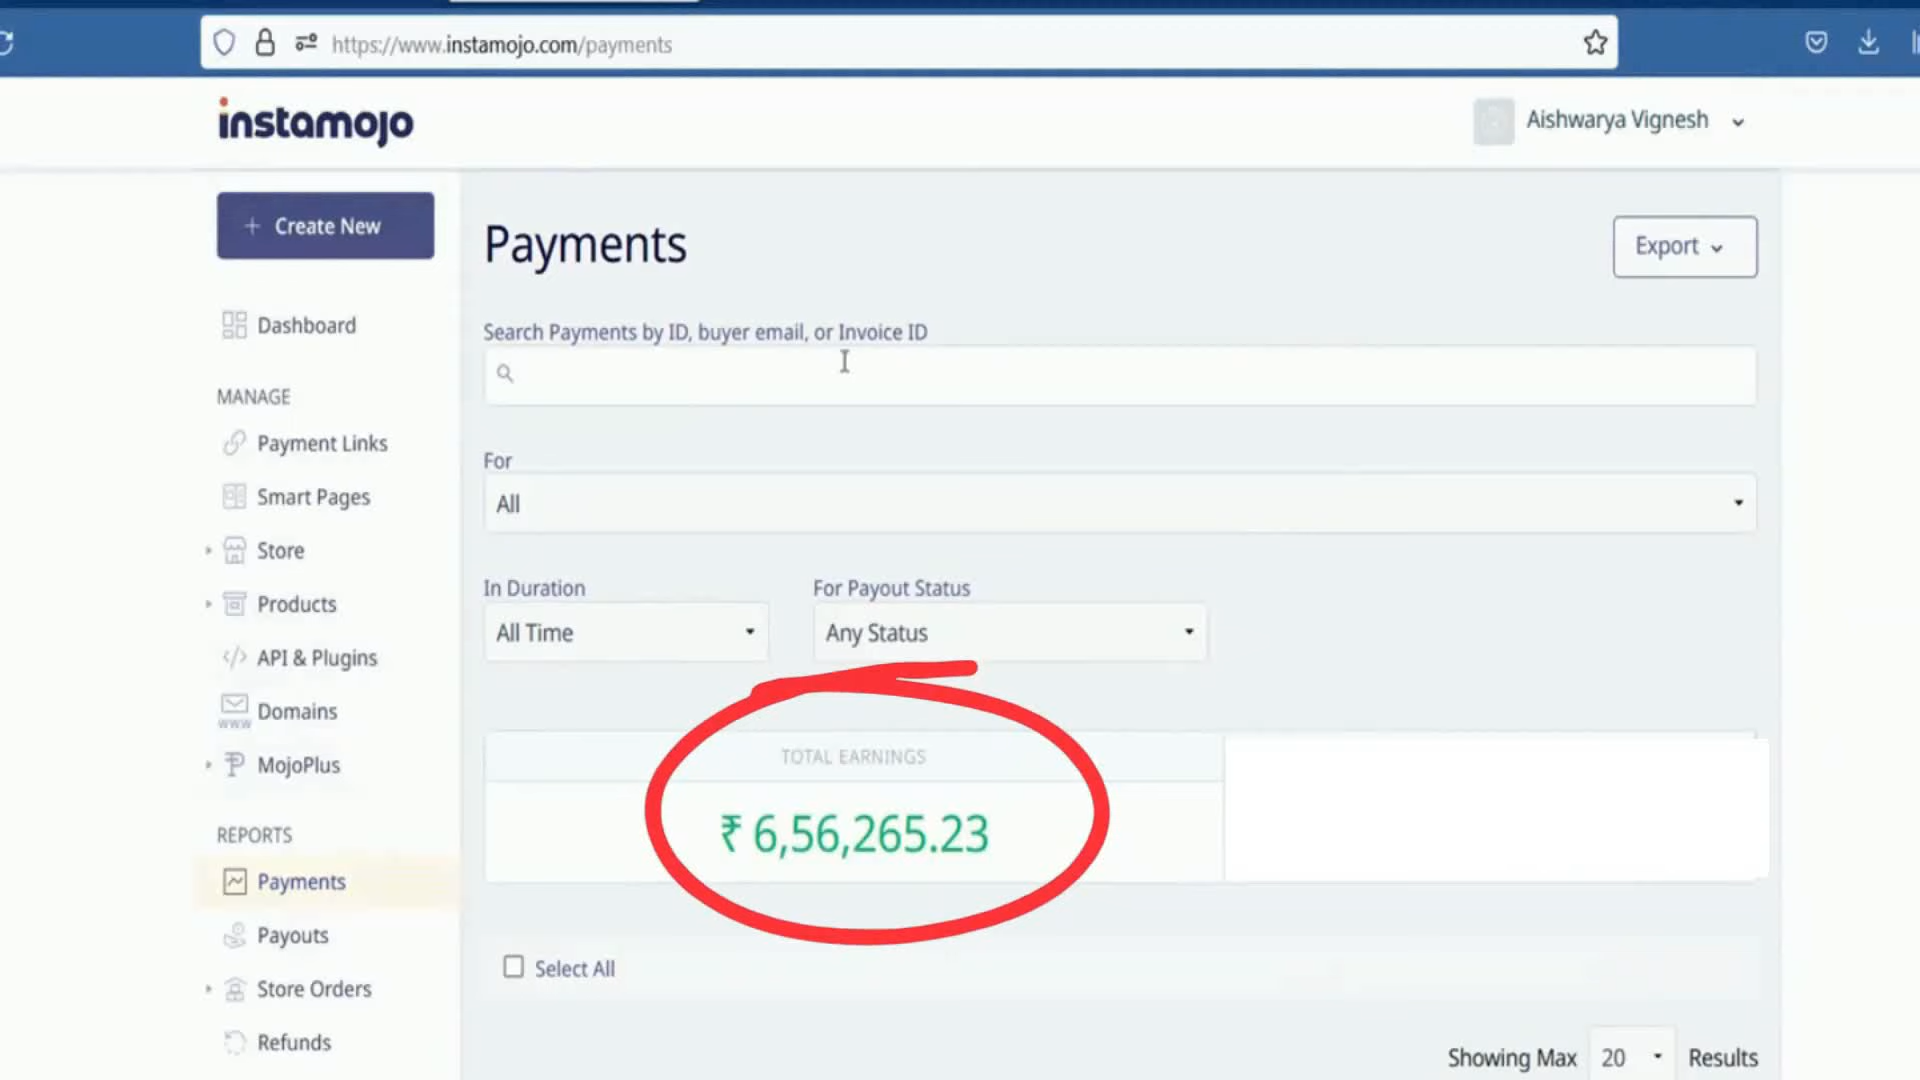 https://www.instamojo.com/payments
instamojo
Aishwarya Vignesh
+ Create New
Payments
Export
Dashboard
Search Payments by ID, buyer email, or Invoice ID
MANAGE
Payment Links
For
Smart Pages
All
Store
In Duration
For Payout Status
Products
All Time
Any Status
API & Plugins
Domains
www
TOTAL EARNINGS
MojoPlus
₹ 6,56,265.23
REPORTS
Payments
Payouts
Select All
Store Orders
Refunds
Showing Max 20 Results